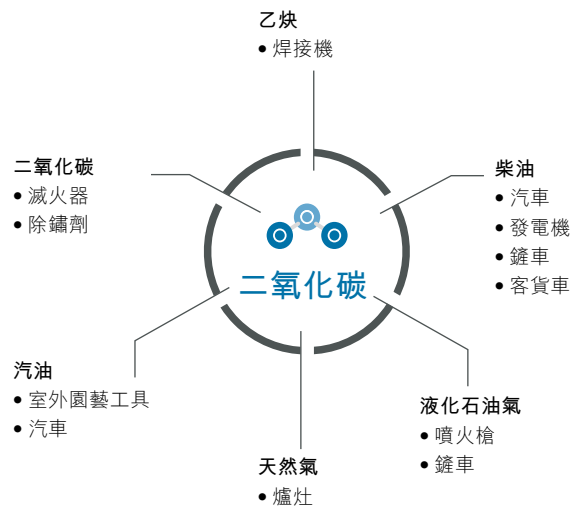 乙炔
• 焊接機
二氧化碳
• 滅火器
• 除鏽劑
柴油
• 汽車
• 發電機
• 鏟車
• 客貨車
二氧化碳
汽油
• 室外園藝工具
• 汽車
液化石油氣
• 噴火槍
• 鏟車
天然氣
• 爐灶